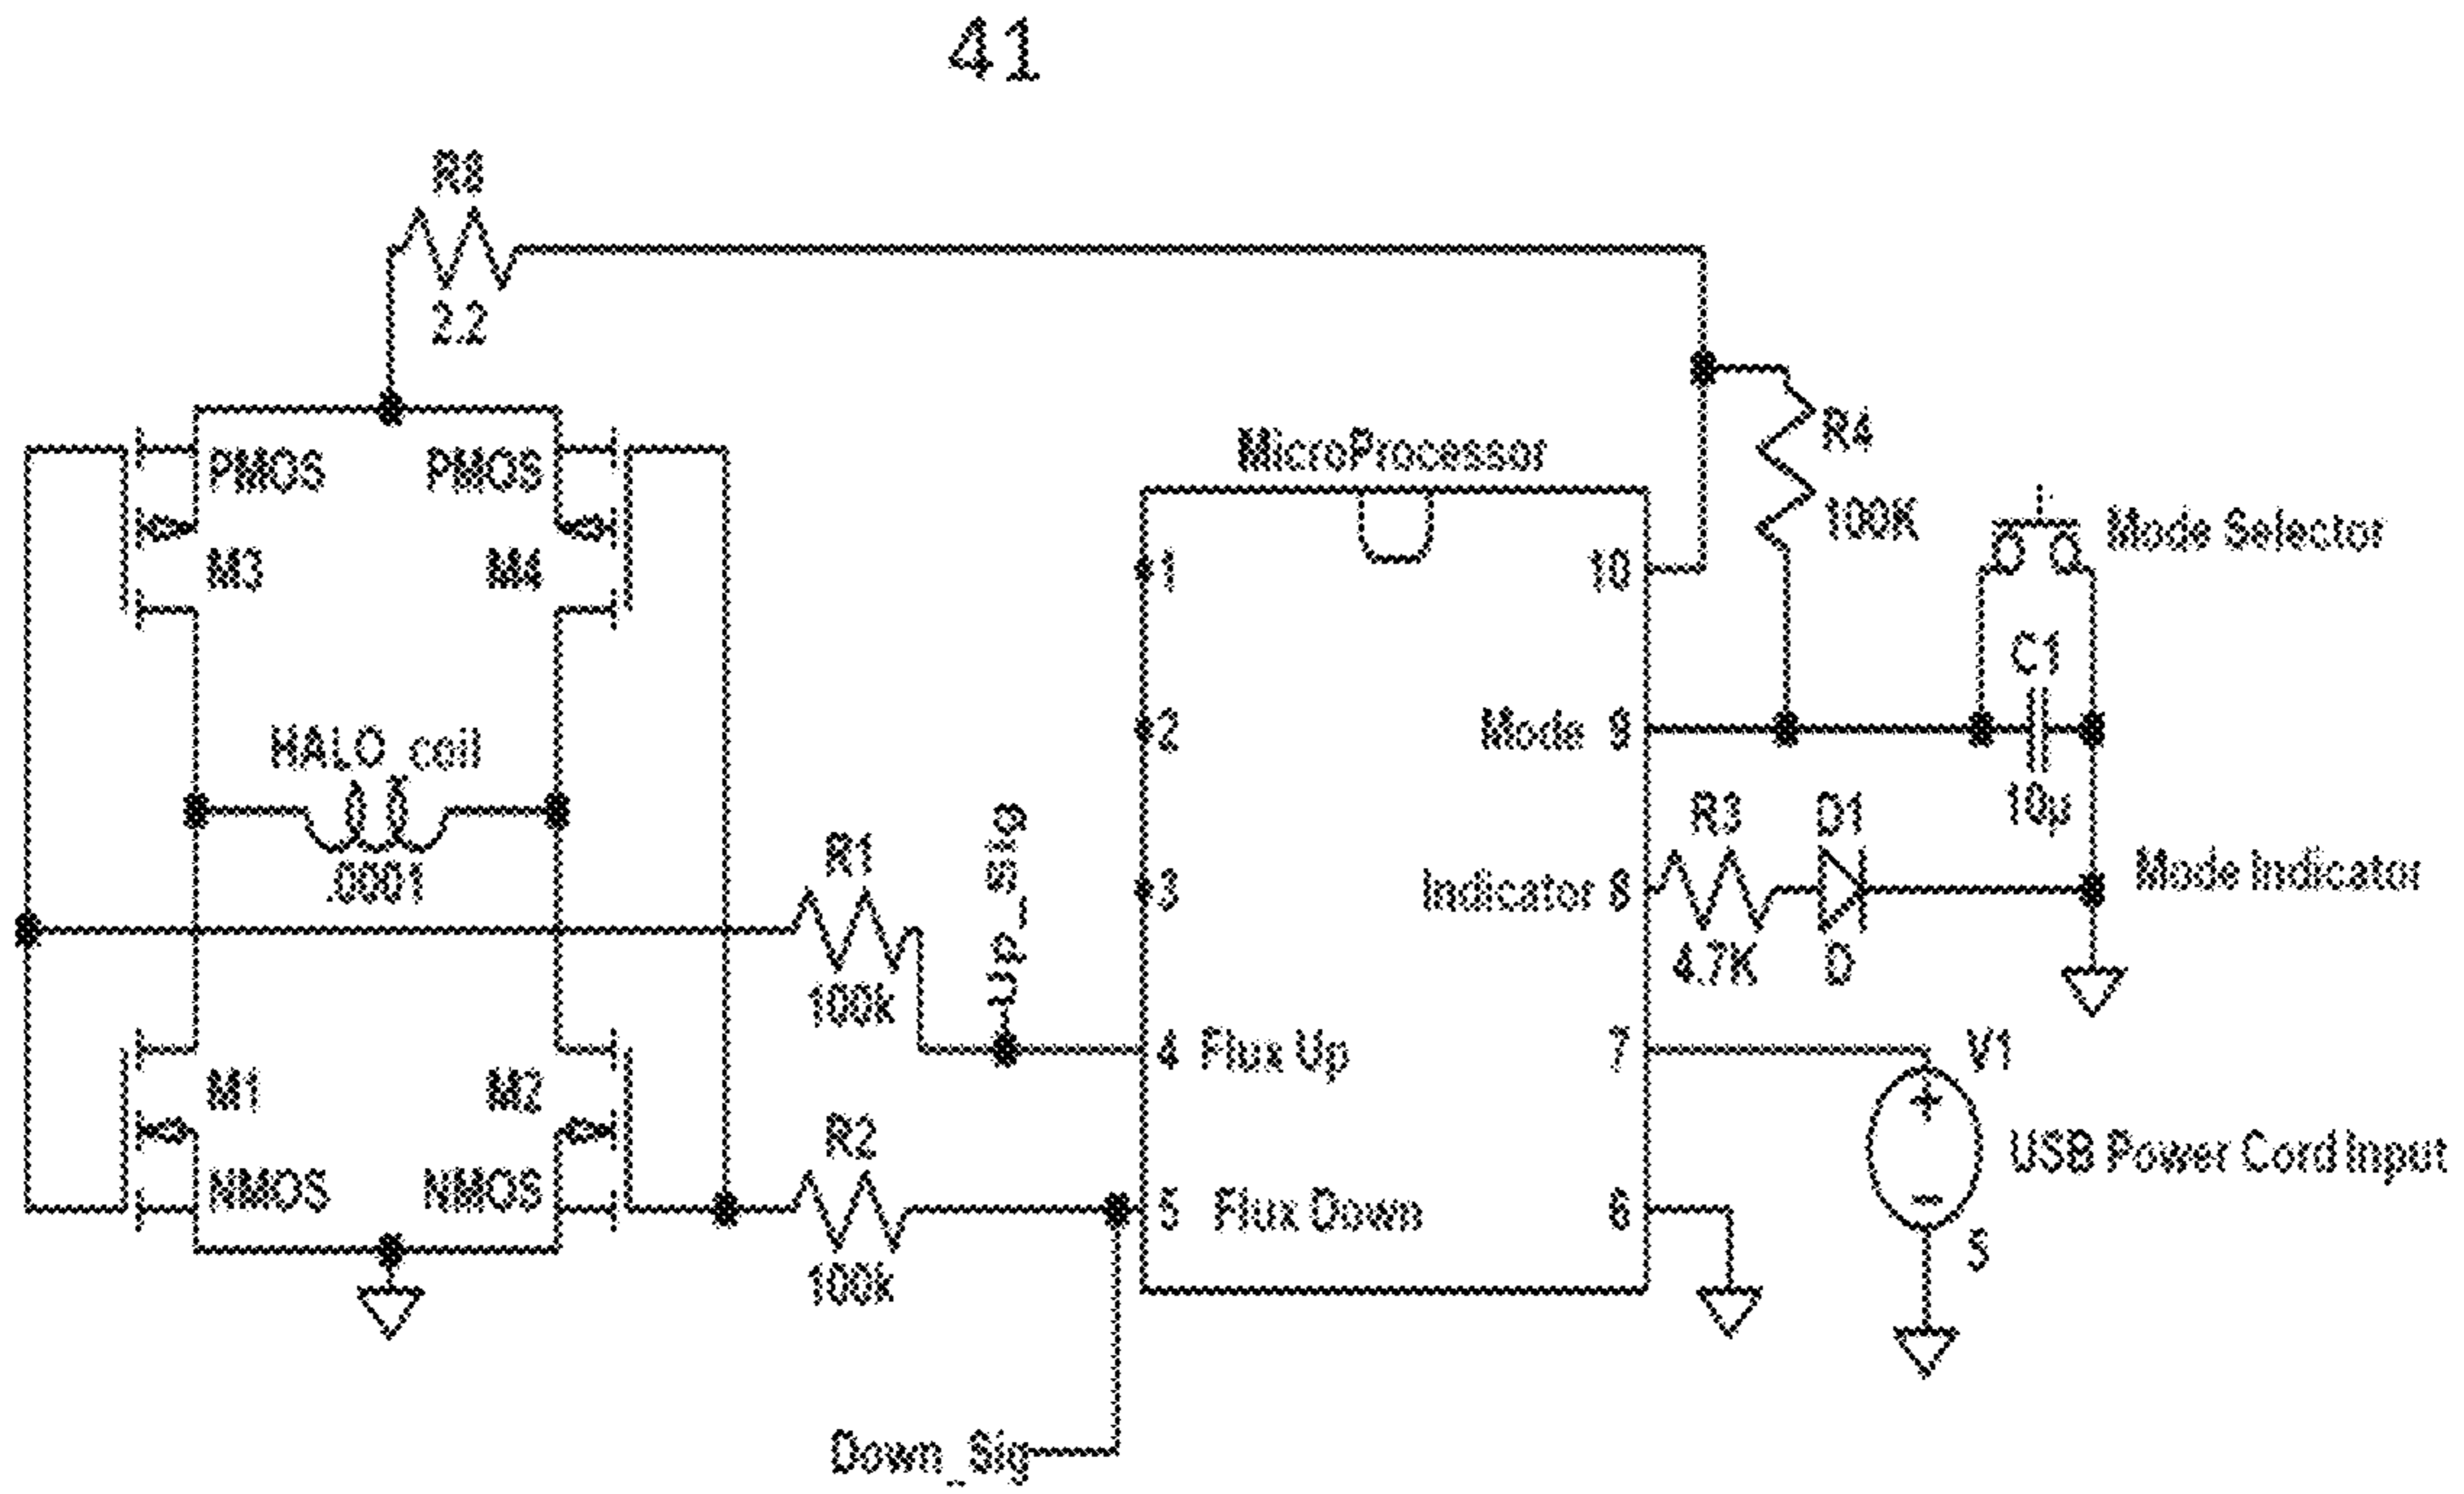 41
R8
2.2
PMOS
PMOS
M3
M4
HALO_coil
.0001
M1
M2
NMOS
NMOS
R1
100k
Up_sig
R2
100k
Down_Sig
MicroProcessor
1
2
3
4 Flux Up
5 Flux Down
10
Mode 9
Indicator 8
7
6
R4
100K
Mode Selector
C1
10µ
R3
4.7K
D1
D
Mode Indicator
V1
+
USB Power Cord Input
−
5